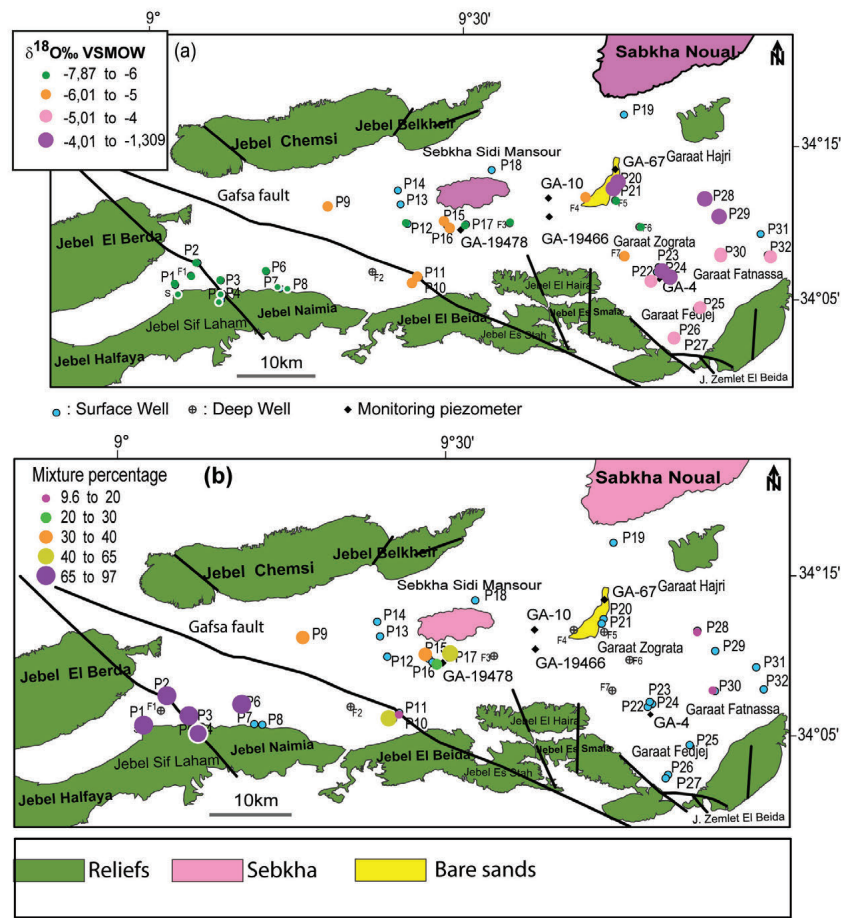 9°
9°30'
δ18O‰ VSMOW
-7,87 to -6
-6,01 to -5
-5,01 to -4
-4,01 to -1,309
(a)
Sabkha Noual
N
P19
Jebel Chemsi
Jebel Belkheir
Garaat Hajri
34°15'
Sebkha Sidi Mansour
P18
GA-67
P20
P21
GA-10
P14
P13
Gafsa fault
P9
P28
P29
F4
F5
P15
P12
P17
F3
P16
GA-19478
GA-19466
F6
P31
Garaat Zograta
Jebel El Berda
P2
F7
P23
P30
P32
P24
P22
P1
F1
P6
F2
P11
P10
Garaat Fatnassa
GA-4
P3
P7
P8
S
P4
Jebel El Haira
34°05'
Jebel Naimia
P25
Jebel Sif Laham
Jebel El Beida
Jebel Es Smala
Garaat Fedjej
P26
Jebel Es Stah
P27
Jebel Halfaya
10km
J. Zemlet El Beida
: Surface Well
: Deep Well
Monitoring piezometer
9°
9°30'
Mixture percentage
9.6 to 20
20 to 30
30 to 40
40 to 65
65 to 97
(b)
Sabkha Noual
N
P19
Jebel Belkheir
Jebel Chemsi
Garaat Hajri
34°15'
Sebkha Sidi Mansour
P18
GA-67
P14
GA-10
P20
P21
P13
Gafsa fault
P9
P28
F4
F5
P15
P12
P17
F3
Garaat Zograta
P29
P16
GA-19478
GA-19466
F6
P31
Jebel El Berda
P2
F7
P23
P30
P32
P24
P22
P6
P1
F1
F2
P11
P10
Garaat Fatnassa
GA-4
P3
P7
P8
Jebel El Haira
34°05'
Jebel Naimia
P25
Jebel Sif Laham
Jebel El Beida
Jebel Es Smala
Garaat Fedjej
P26
Jebel Es Stah
P27
Jebel Halfaya
10km
J. Zemlet El Beida
Reliefs
Sebkha
Bare sands